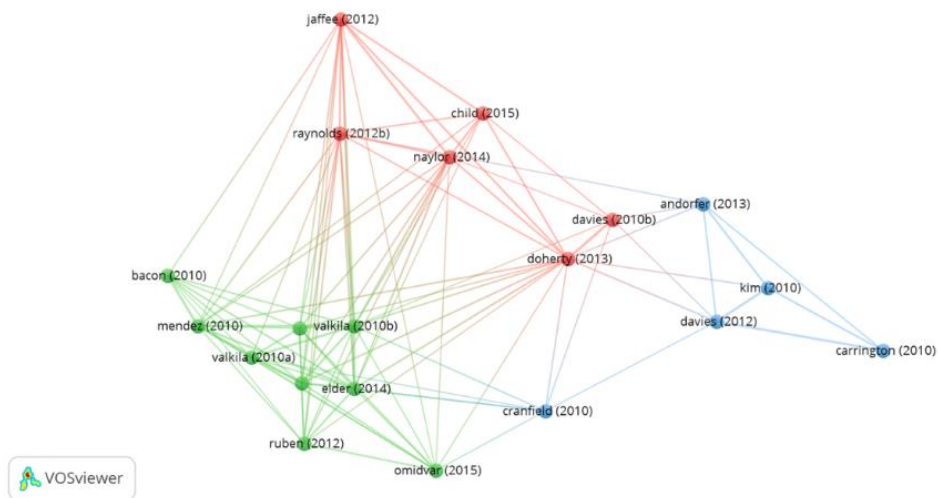 jaffee (2012)
child (2015)
raynolds (2012b)
naylor (2014)
andorfer (2013)
davies (2010b)
doherty (2013)
bacon (2010)
kim (2010)
mendez (2010)
valkila (2010b)
davies (2012)
valkila (2010a)
carrington (2010)
elder (2014)
cranfield (2010)
ruben (2012)
omidvar (2015)
VOSviewer